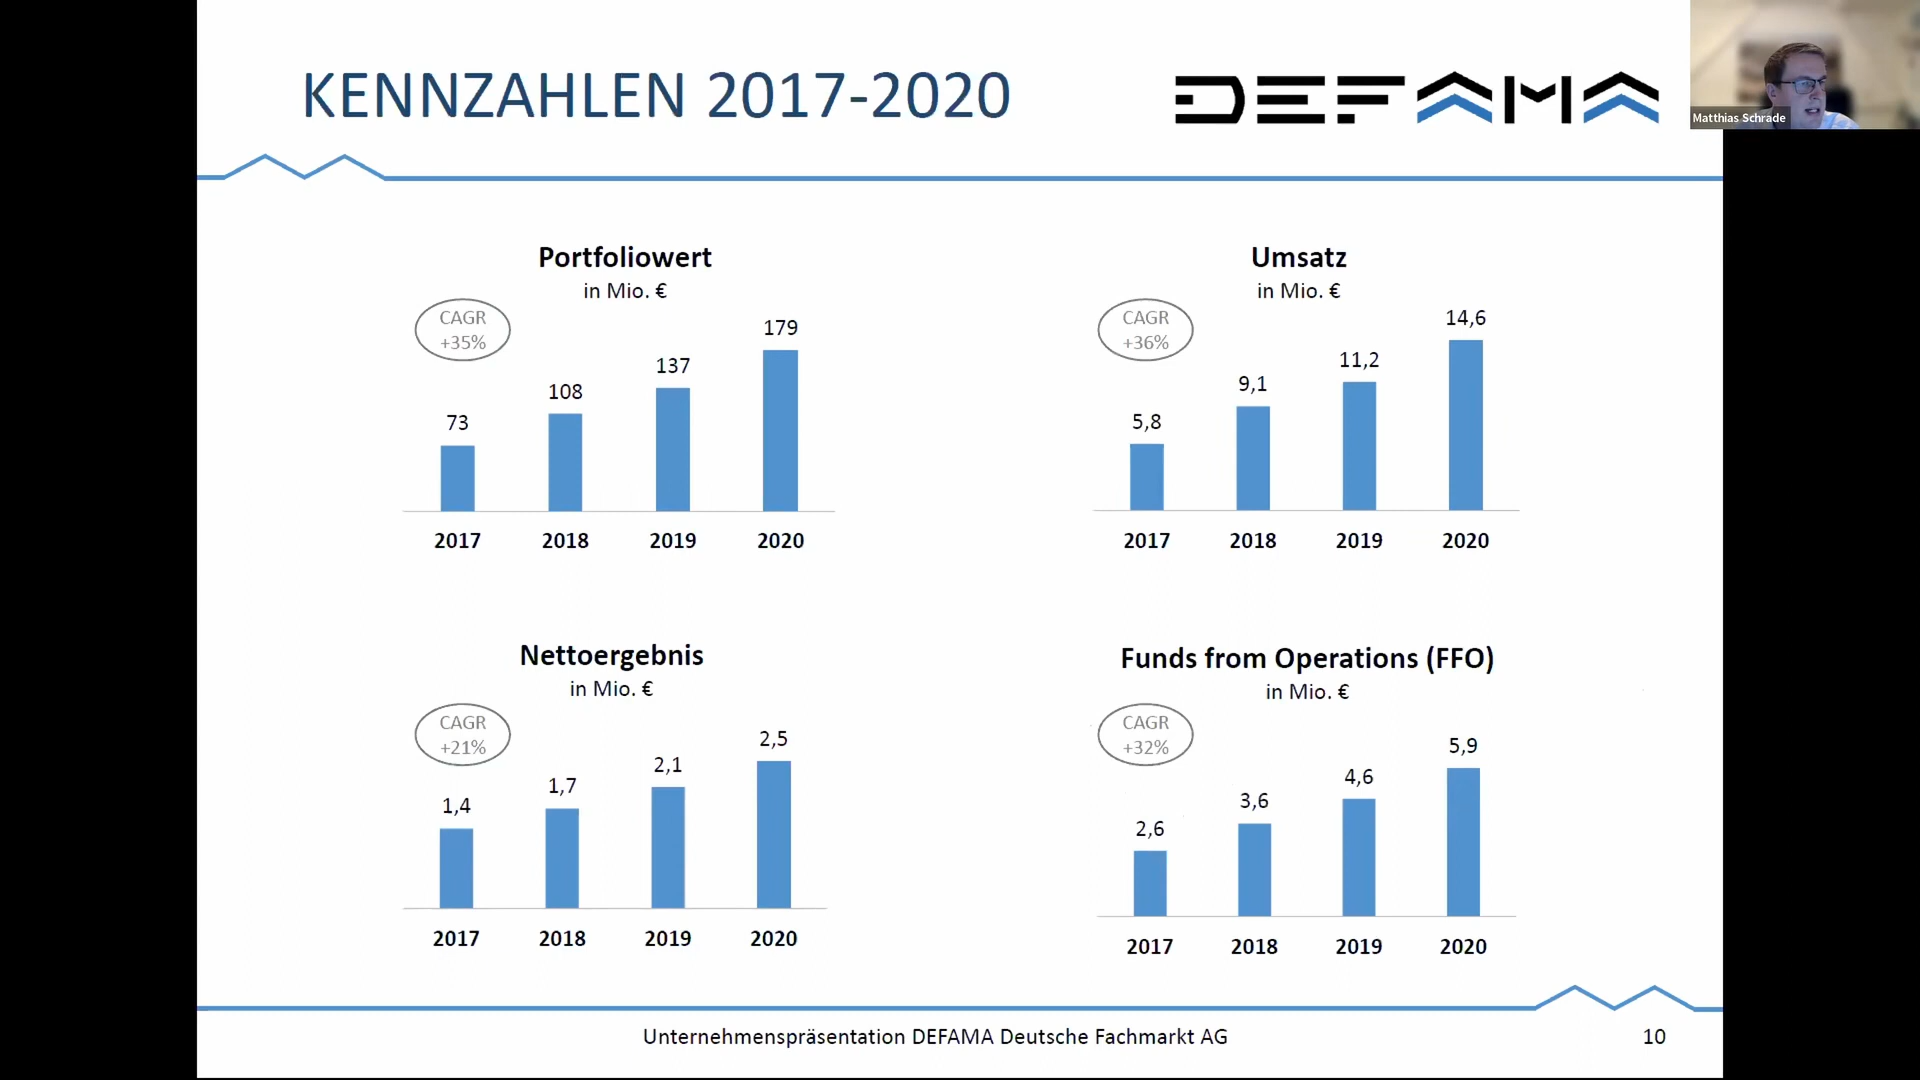 KENNZAHLEN 2017-2020
DEFAMA
Matthias Schrade
Portfoliowert
in Mio. €
CAGR
+35%
73
108
137
179
2017 2018 2019 2020
Umsatz
in Mio. €
CAGR
+36%
5,8
9,1
11,2
14,6
2017 2018 2019 2020
Nettoergebnis
in Mio. €
CAGR
+21%
1,4
1,7
2,1
2,5
2017 2018 2019 2020
Funds from Operations (FFO)
in Mio. €
CAGR
+32%
2,6
3,6
4,6
5,9
2017 2018 2019 2020
Unternehmenspräsentation DEFAMA Deutsche Fachmarkt AG
10